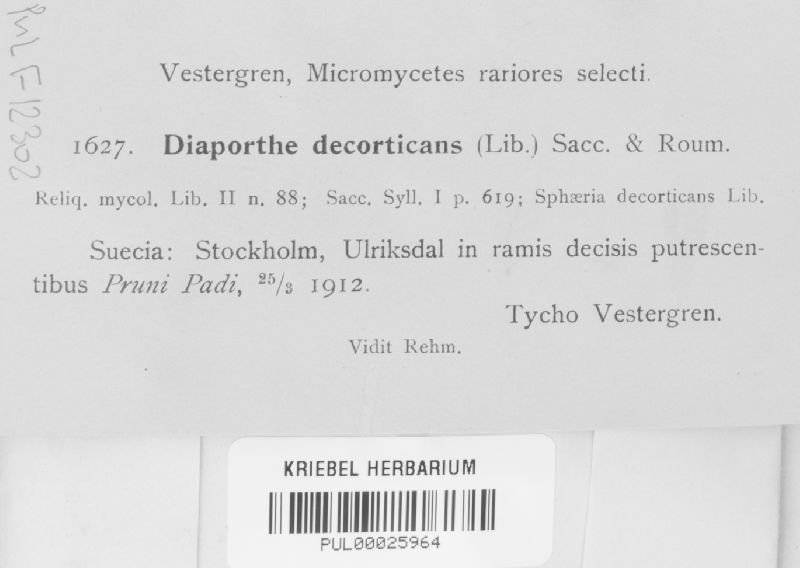 PUL F 12302
Vestergren, Micromycetes rariores selecti.
1627. Diaporthe decorticans (Lib.) Sacc. & Roum.
Reliq. mycol. Lib. II n. 88; Sacc. Syll. I p. 619; Sphæria decorticans Lib.
Suecia: Stockholm, Ulriksdal in ramis decisis putrescen-
tibus Pruni Padi, 25/3 1912.
Tycho Vestergren.
Vidit Rehm.
KRIEBEL HERBARIUM
PUL00025964